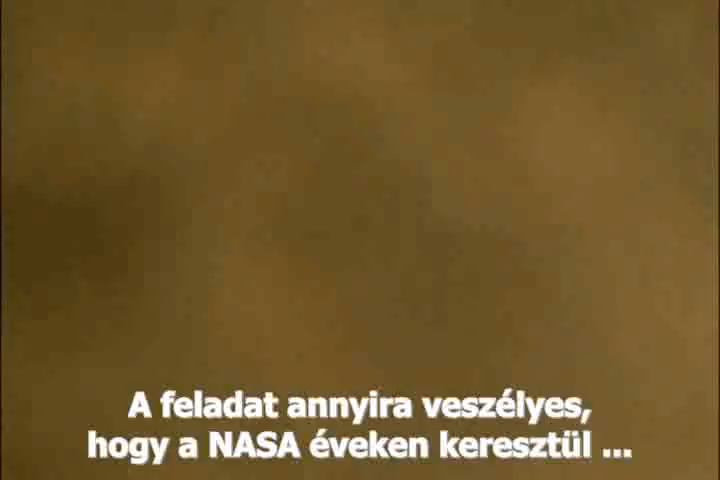 A feladat annyira veszélyes,
hogy a NASA éveken keresztül ...